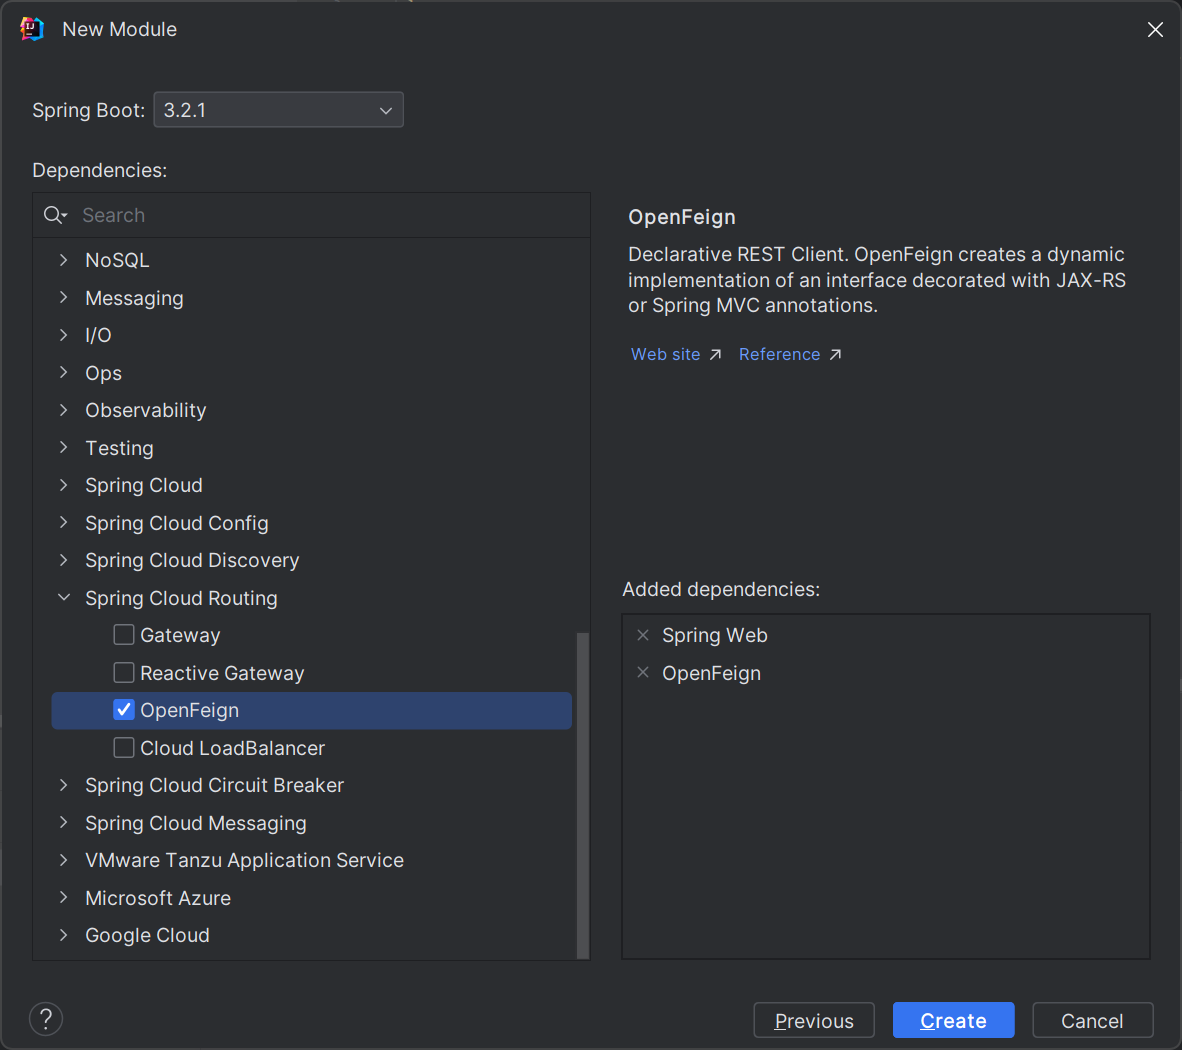 New Module
Spring Boot: 3.2.1
Dependencies:
Search
NoSQL
Messaging
I/O
Ops
Observability
Testing
Spring Cloud
Spring Cloud Config
Spring Cloud Discovery
Spring Cloud Routing
Gateway
Reactive Gateway
OpenFeign
Cloud LoadBalancer
Spring Cloud Circuit Breaker
Spring Cloud Messaging
VMware Tanzu Application Service
Microsoft Azure
Google Cloud
OpenFeign
Declarative REST Client. OpenFeign creates a dynamic
implementation of an interface decorated with JAX-RS
or Spring MVC annotations.
Web site ↗ Reference ↗
Added dependencies:
Spring Web
OpenFeign
? Previous Create Cancel